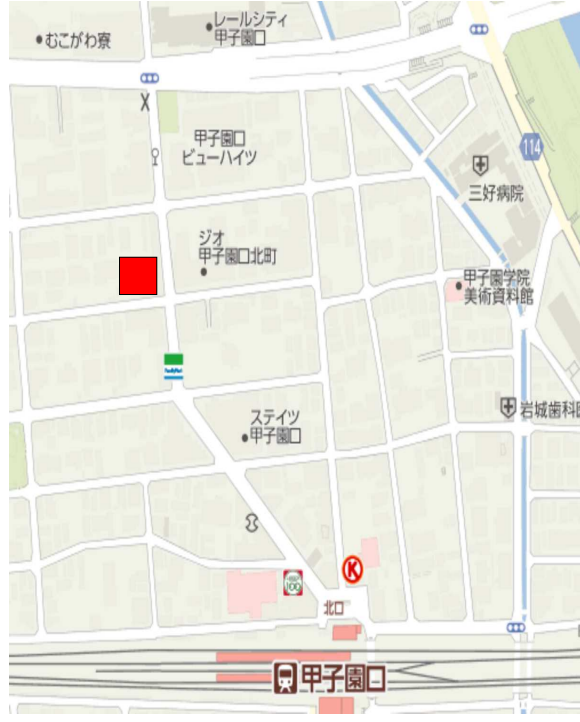 レールシティ
甲子園口
むこがわ寮
甲子園口
ビューハイツ
114
三好病院
ジオ
甲子園口北町
甲子園学院
美術資料館
FamilyMart
ステイツ
甲子園口
岩城歯科医
100
K
北口
甲子園口